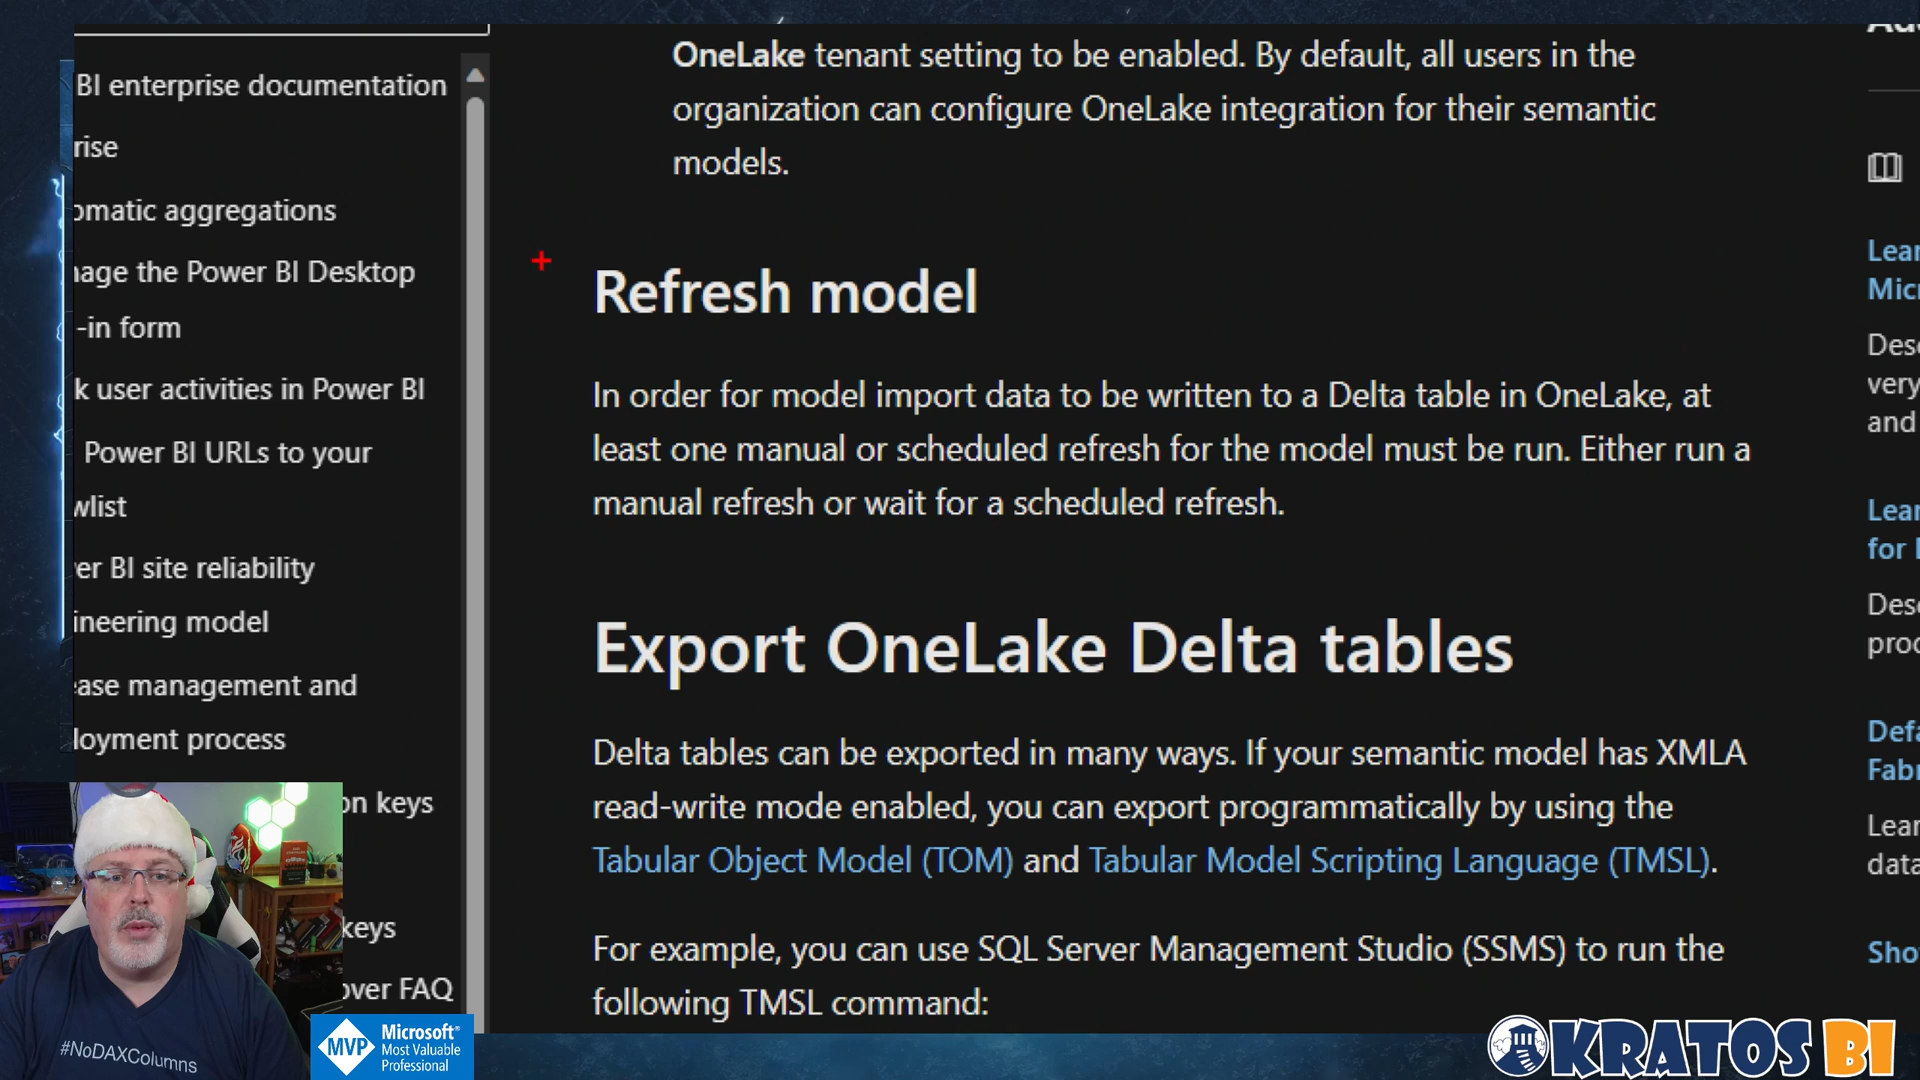 BI enterprise documentation
rise
omatic aggregations
nage the Power BI Desktop
-in form
k user activities in Power BI
Power BI URLs to your
wlist
er BI site reliability
ineering model
ease management and
loyment process
on keys
keys
over FAQ
OneLake tenant setting to be enabled. By default, all users in the
organization can configure OneLake integration for their semantic
models.
Refresh model
In order for model import data to be written to a Delta table in OneLake, at
least one manual or scheduled refresh for the model must be run. Either run a
manual refresh or wait for a scheduled refresh.
Export OneLake Delta tables
Delta tables can be exported in many ways. If your semantic model has XMLA
read-write mode enabled, you can export programmatically by using the
Tabular Object Model (TOM) and Tabular Model Scripting Language (TMSL).
For example, you can use SQL Server Management Studio (SSMS) to run the
following TMSL command:
Lear
Micr
Desc
very
and
Lear
for
Desc
proc
Defa
Fabr
Lear
data
Sho
#NoDAXColumns
MVP
Microsoft®
Most Valuable
Professional
KRATOS BI